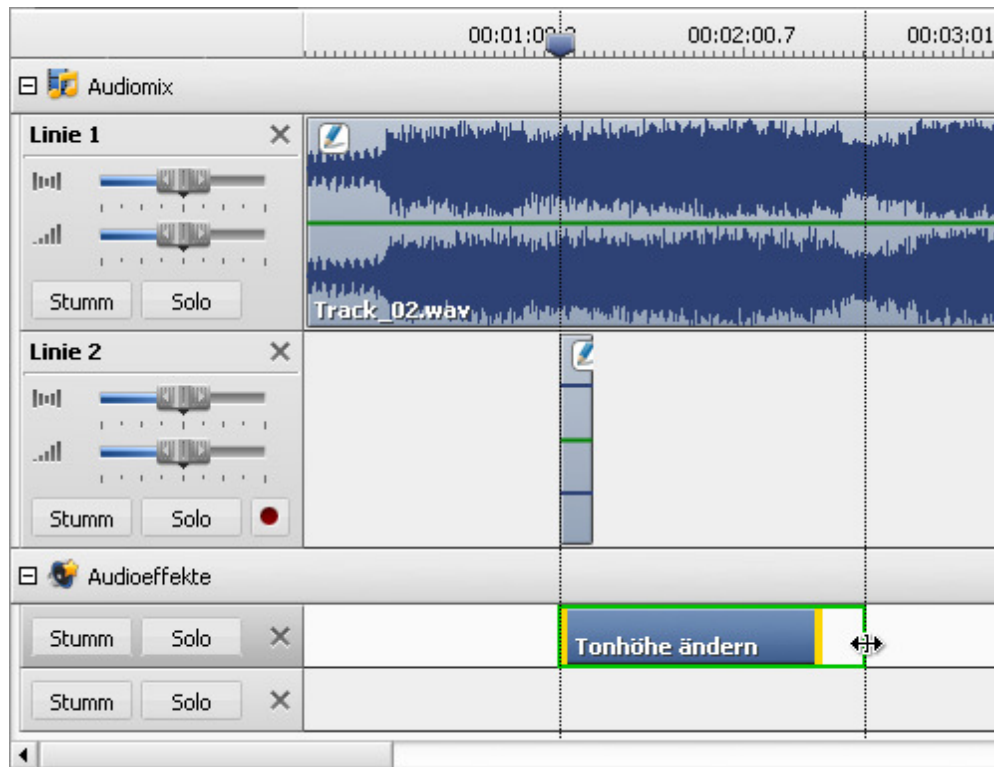 00:02:00.7
Audiomix
Linie 1
Stumm Solo
Track_02.wav
Linie 2
Stumm Solo
Audioeffekte
Stumm Solo
Tonhöhe ändern
Stumm Solo